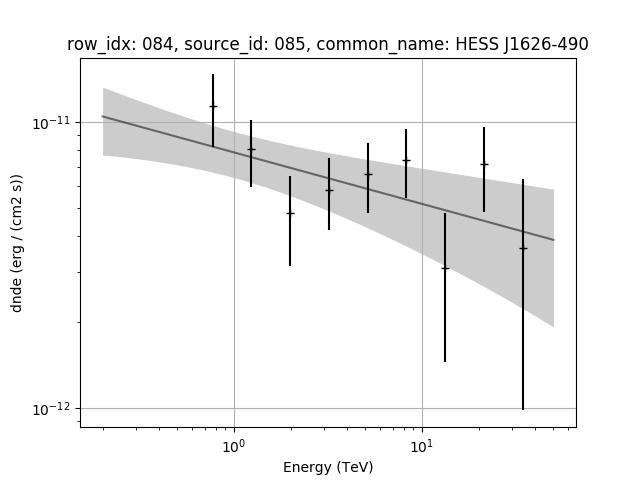 row_idx: 084, source_id: 085, common_name: HESS J1626-490
dnde (erg / (cm2 s))
10⁻¹¹
10⁻¹²
10⁰
10¹
Energy (TeV)